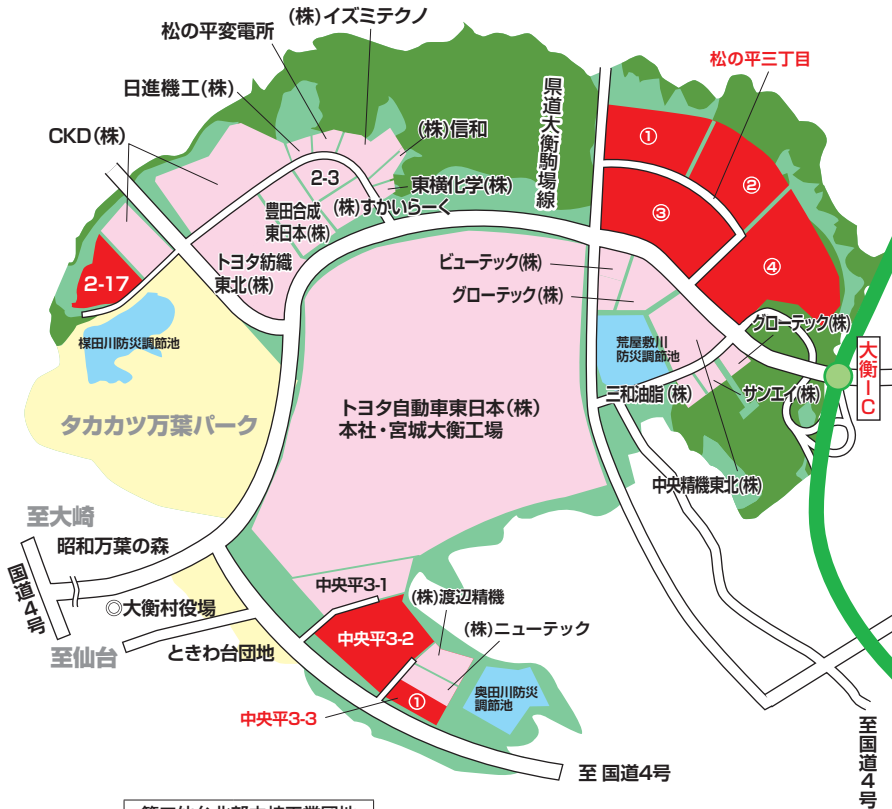 (株)イズミテクノ
松の平変電所
日進機工(株)
CKD(株)
(株)信和
2-3
東横化学(株)
(株)すかいらーく
豊田合成
東日本(株)
トヨタ紡織
東北(株)
2-17
楳田川防災調節池
タカカツ万葉パーク
県道大衡駒場線
松の平三丁目
①
②
③
④
ビューテック(株)
グローテック(株)
荒屋敷川
防災調節池
グローテック(株)
大衡IC
三和油脂(株)
サンエイ(株)
中央精機東北(株)
トヨタ自動車東日本(株)
本社・宮城大衡工場
至大崎
昭和万葉の森
国道4号
◎大衡村役場
至仙台
ときわ台団地
中央平3-1
(株)渡辺精機
中央平3-2
(株)ニューテック
①
中央平3-3
奥田川防災
調節池
至 国道4号
至国道4号